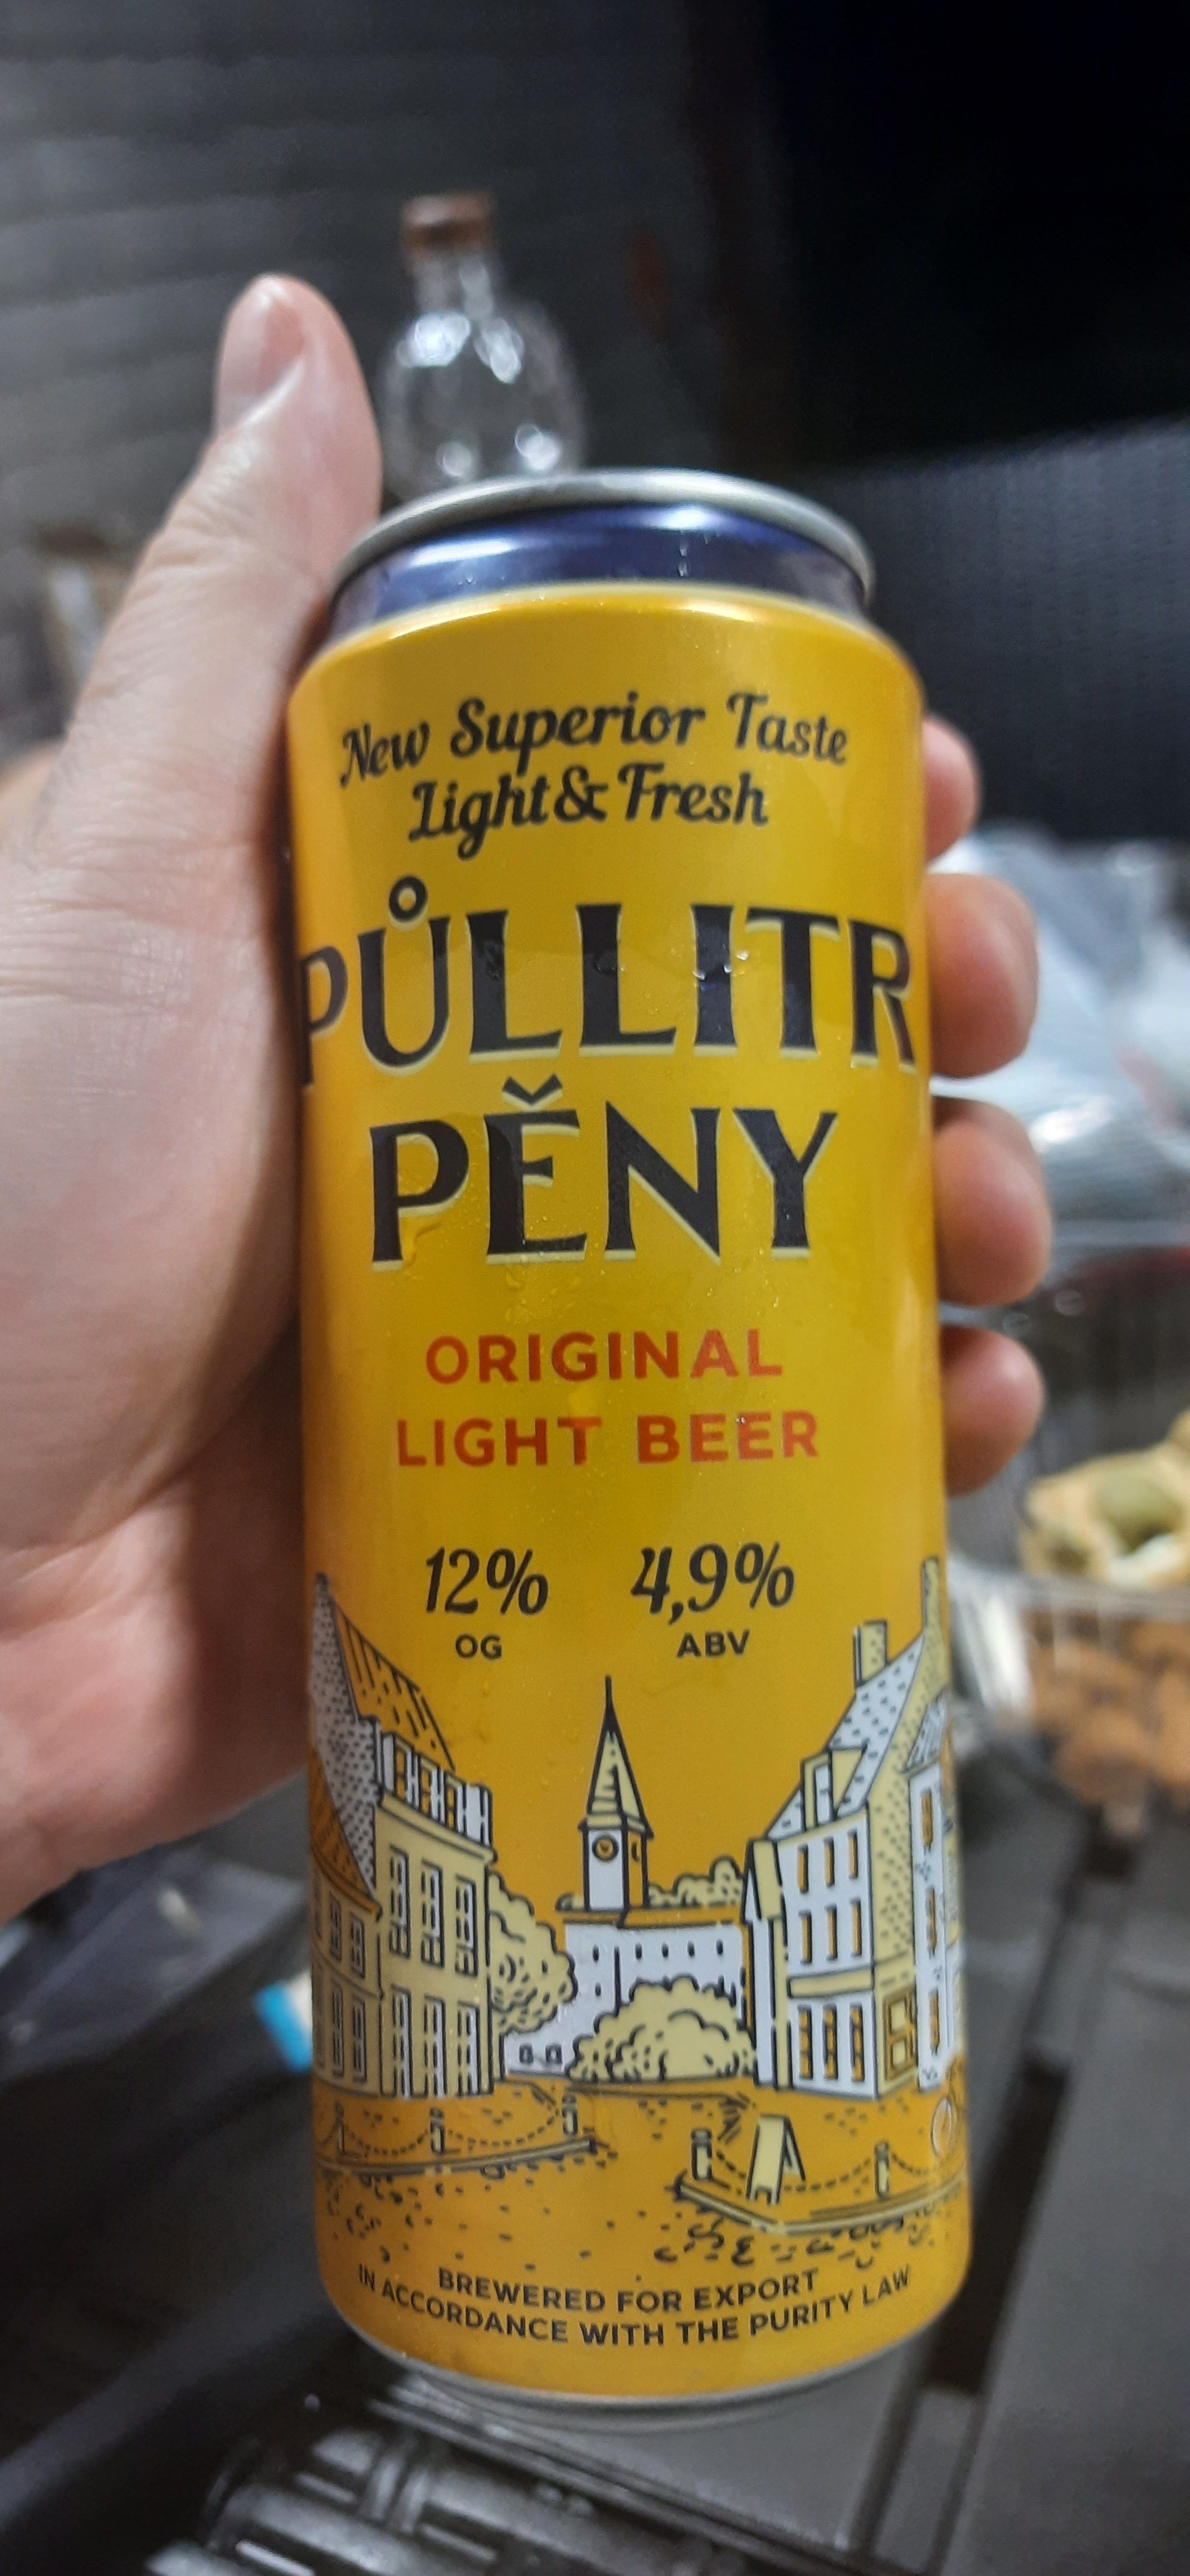 New Superior Taste
Light & Fresh
PŮLLITR
PĚNY
ORIGINAL
LIGHT BEER
12% 4,9%
OG ABV
BREWERED FOR EXPORT
IN ACCORDANCE WITH THE PURITY LAW